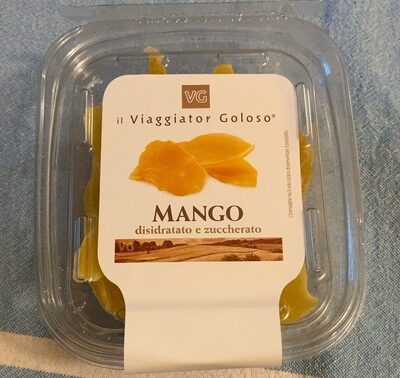 VG
il Viaggiator Goloso®
MANGO
disidratato e zuccherato